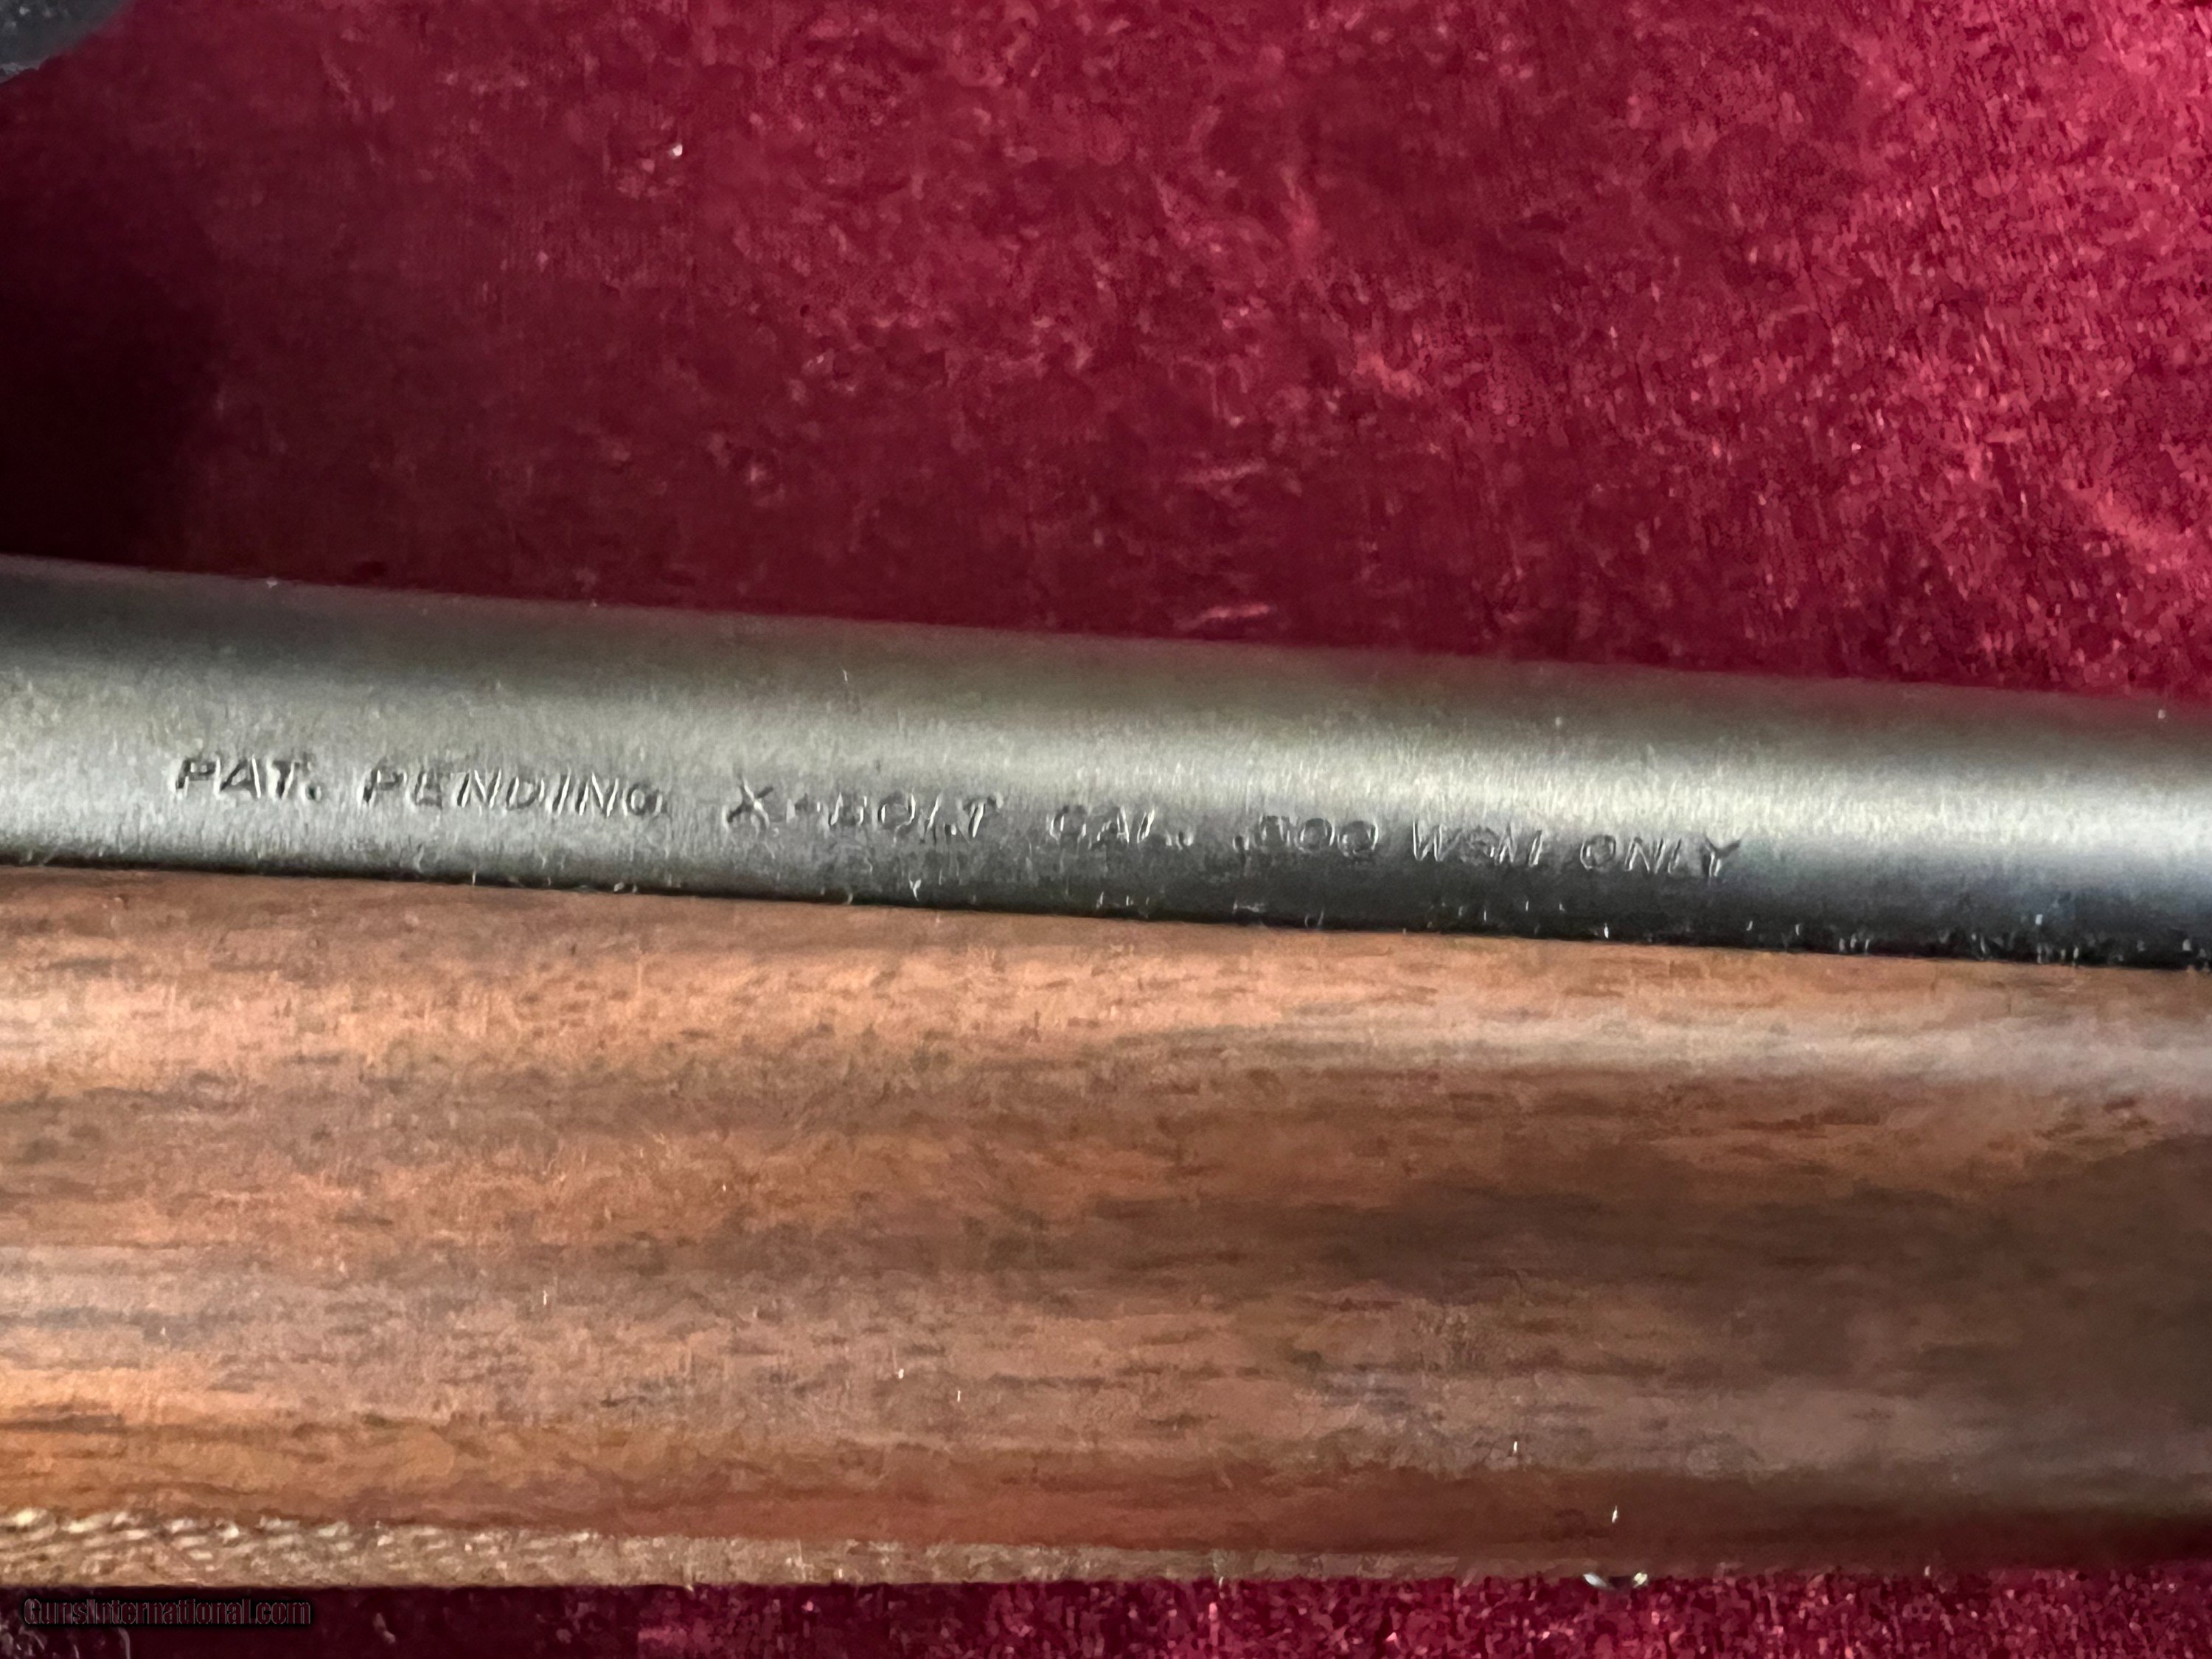 PAT. PENDING X-BOLT CAL. .300 WSM ONLY
GunsInternational.com